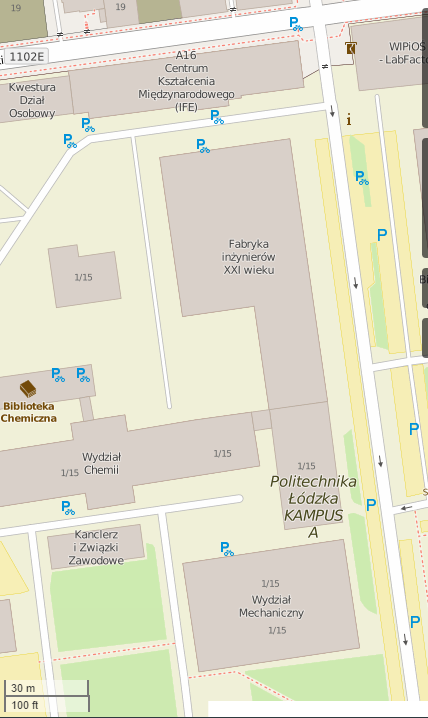 19
19
1102E
A16
Centrum
Kształcenia
Międzynarodowego
(IFE)
WIPiOS
- LabFacto
Kwestura
Dział
Osobowy
i
P
Fabryka
inżynierów
XXI wieku
1/15
Biblioteka
Chemiczna
P
Wydział
Chemii
1/15
1/15
1/15
Politechnika
Łódzka
KAMPUS
A
P
Kanclerz
i Związki
Zawodowe
1/15
Wydział
Mechaniczny
1/15
P
30 m
100 ft